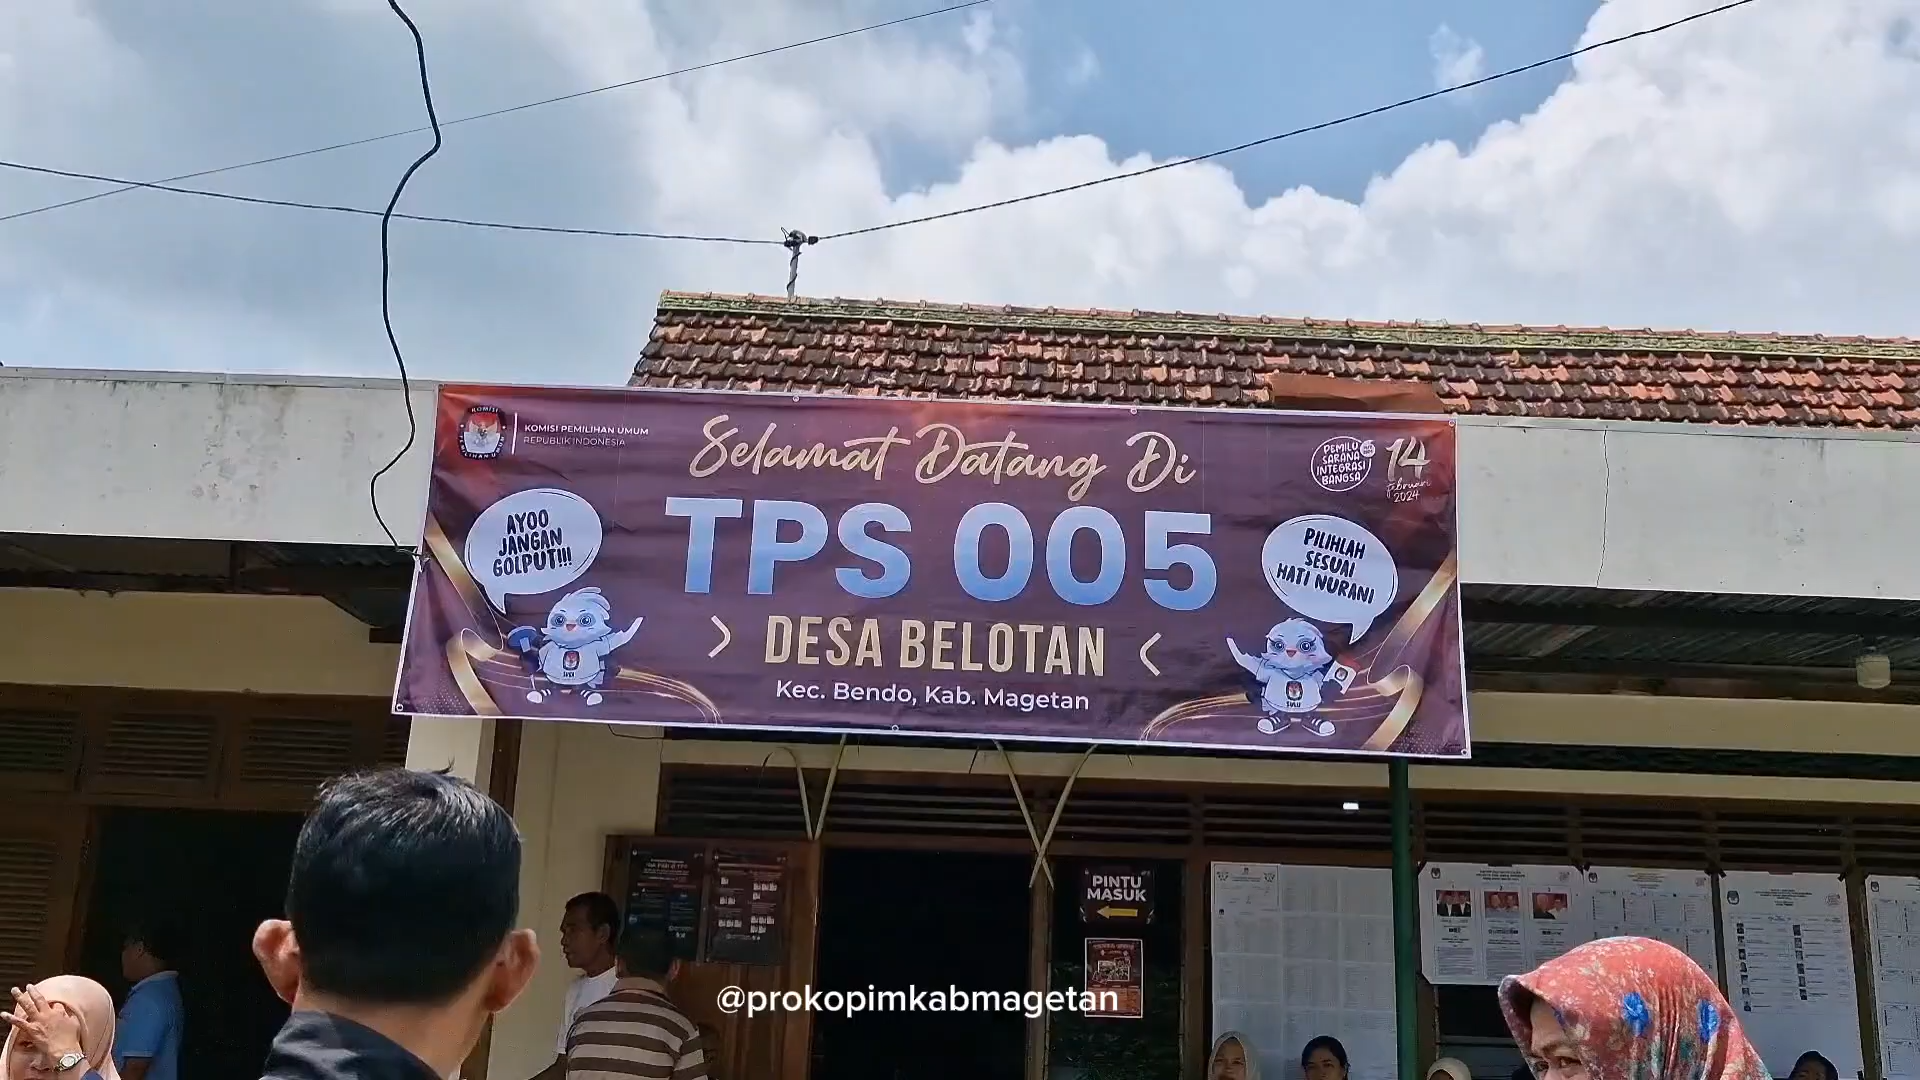 KOMISI PEMILIHAN UMUM
REPUBLIK INDONESIA
Selamat Datang Di
PEMILU
SARANA
INTEGRASI
BANGSA
14
februari
2024
AYOO
JANGAN
GOLPUT!!!
TPS 005
PILIHLAH
SESUAI
HATI NURANI
> DESA BELOTAN <
Kec. Bendo, Kab. Magetan
SULU
PINTU
MASUK
@prokopimkabmagetan